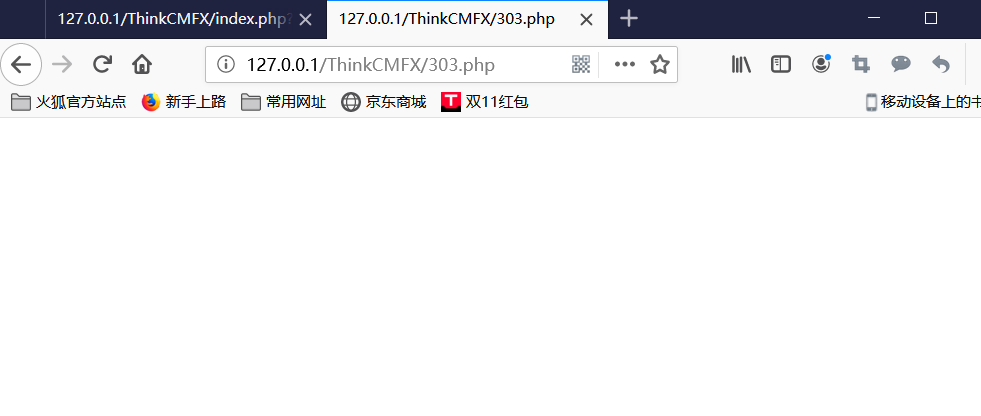 127.0.0.1/ThinkCMFX/index.php?
127.0.0.1/ThinkCMFX/303.php
127.0.0.1/ThinkCMFX/303.php
火狐官方站点 新手上路 常用网址 京东商城 双11红包 移动设备上的书